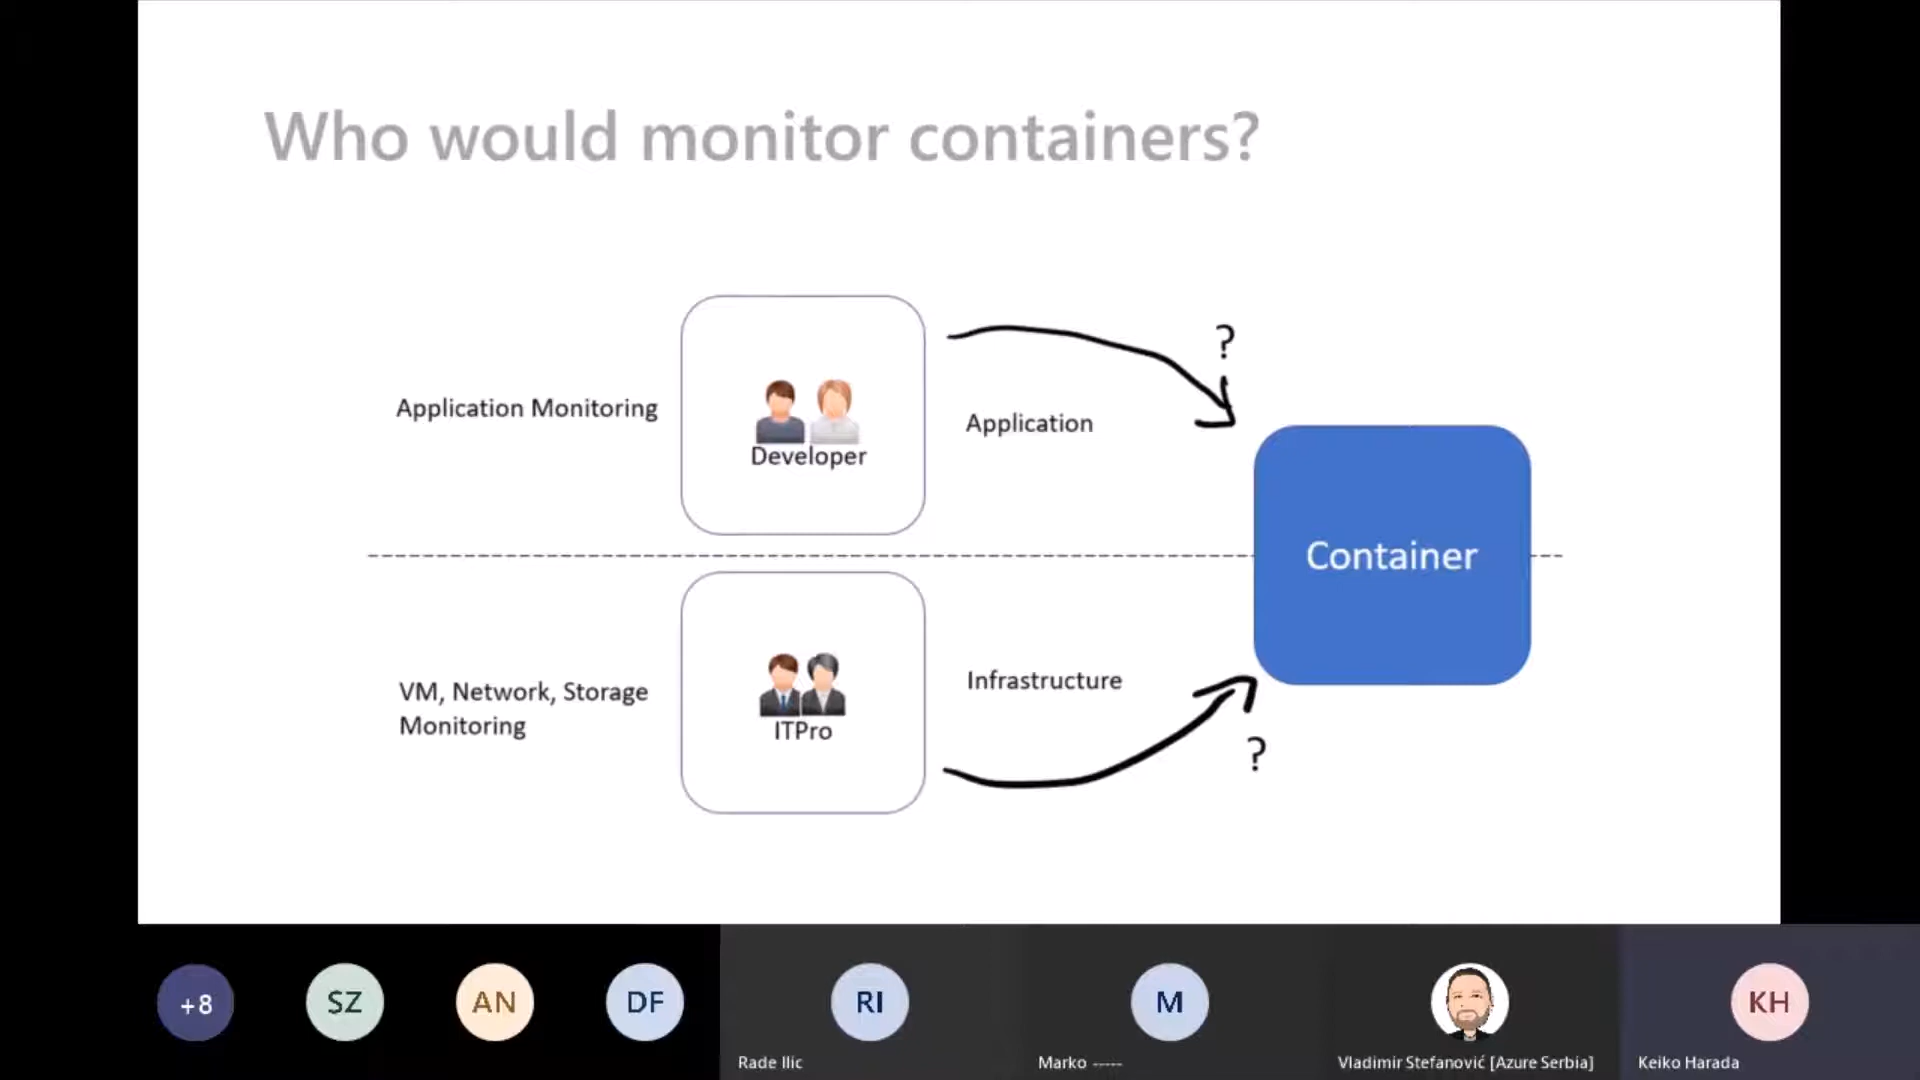 Who would monitor containers?
?
Application Monitoring
Developer
Application
Container
VM, Network, Storage
Monitoring
ITPro
Infrastructure
?
+8
SZ
AN
DF
RI
M
KH
Rade Ilic
Marko -----
Vladimir Stefanović [Azure Serbia]
Keiko Harada